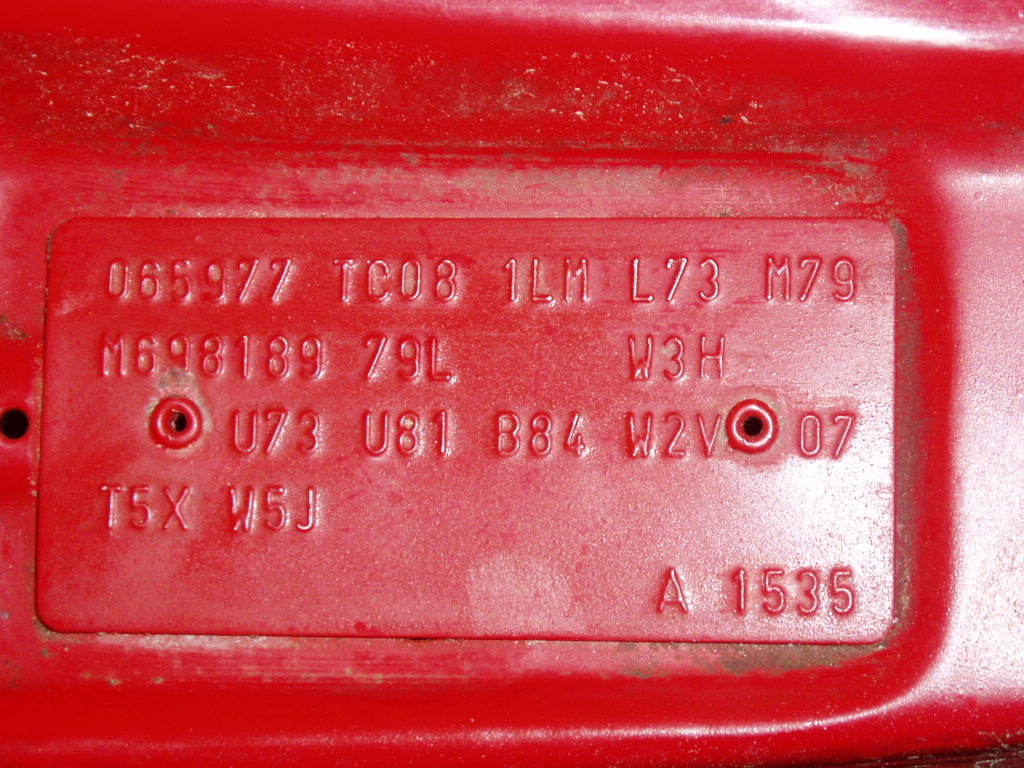 065977 TC08 1LM L73 M79
M698189 79L W3H
U73 U81 B84 W2V 07
T5X W5J
A 1535